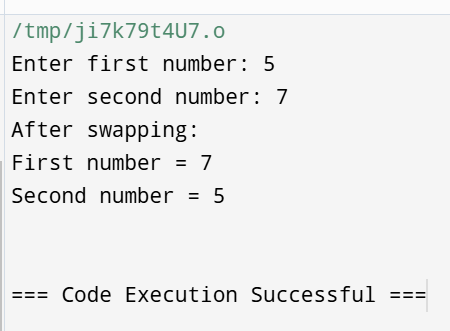 /tmp/ji7k79t4U7.o
Enter first number: 5
Enter second number: 7
After swapping:
First number = 7
Second number = 5
=== Code Execution Successful ===